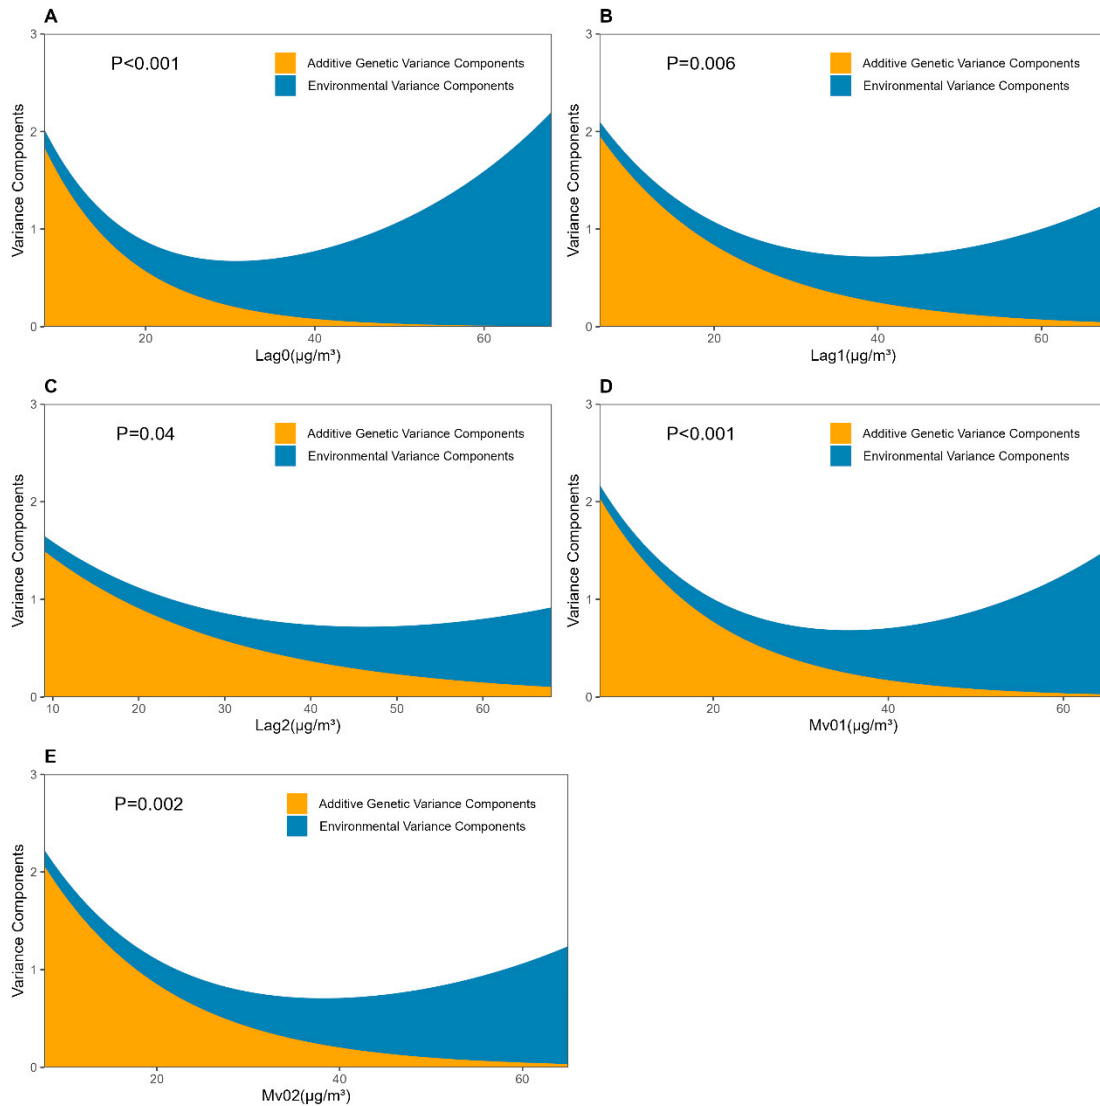 A
P<0.001
Additive Genetic Variance Components
Environmental Variance Components
Variance Components
3
2
1
0
20
40
60
Lag0(µg/m³)
B
P=0.006
Additive Genetic Variance Components
Environmental Variance Components
Variance Components
3
2
1
0
20
40
60
Lag1(µg/m³)
C
P=0.04
Additive Genetic Variance Components
Environmental Variance Components
Variance Components
3
2
1
0
10
20
30
40
50
60
Lag2(µg/m³)
D
P<0.001
Additive Genetic Variance Components
Environmental Variance Components
Variance Components
3
2
1
0
20
40
60
Mv01(µg/m³)
E
P=0.002
Additive Genetic Variance Components
Environmental Variance Components
Variance Components
3
2
1
0
20
40
60
Mv02(µg/m³)